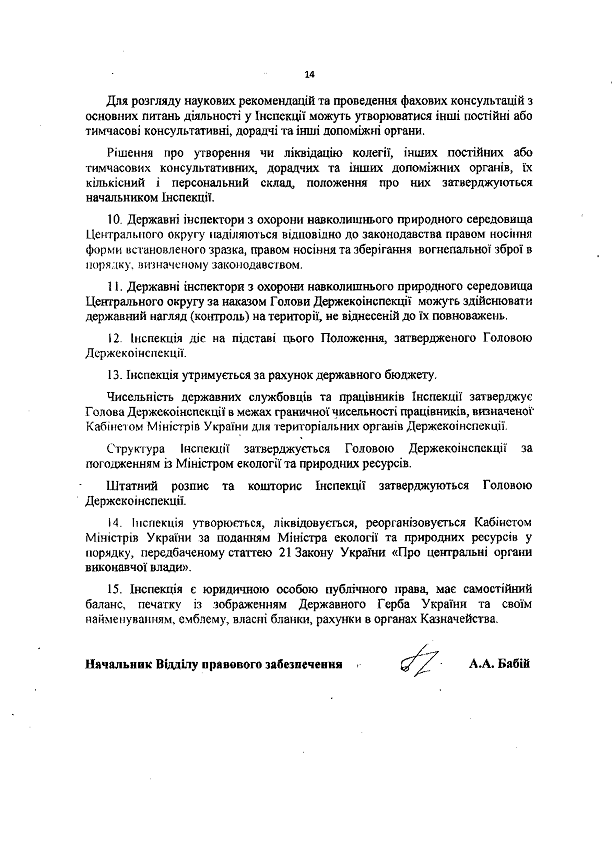 14
Для розгляду наукових рекомендацій та проведення фахових консультацій з
основних питань діяльності у Інспекції можуть утворюватися інші постійні або
тимчасові консультативні, дорадчі та інші допоміжні органи.
Рішення про утворення чи ліквідацію колегії, інших постійних або
тимчасових консультативних, дорадчих та інших допоміжних органів, їх
кількісний і персональний склад, положення про них затверджуються
начальником Інспекції.
10. Державні інспектори з охорони навколишнього природного середовища
Центрального округу наділяються відповідно до законодавства правом носіння
форми встановленого зразка, правом носіння та зберігання вогнепальної зброї в
порядку, визначеному законодавством.
11. Державні інспектори з охорони навколишнього природного середовища
Центрального округу за наказом Голови Держекоінспекції можуть здійснювати
державний нагляд (контроль) на території, не віднесеній до їх повноважень.
12. Інспекція діє на підставі цього Положення, затвердженого Головою
Держекоінспекції.
13. Інспекція утримується за рахунок державного бюджету.
Чисельність державних службовців та працівників Інспекції затверджує
Голова Держекоінспекції в межах граничної чисельності працівників, визначеної
Кабінетом Міністрів України для територіальних органів Держекоінспекції.
Структура Інспекції затверджується Головою Держекоінспекції за
погодженням із Міністром екології та природних ресурсів.
Штатний розпис та кошторис Інспекції затверджуються Головою
Держекоінспекції.
14. Інспекція утворюється, ліквідовується, реорганізовується Кабінетом
Міністрів України за поданням Міністра екології та природних ресурсів у
порядку, передбаченому статтею 21 Закону України «Про центральні органи
виконавчої влади».
15. Інспекція є юридичною особою публічного права, має самостійний
баланс, печатку із зображенням Державного Герба України та своїм
найменуванням, емблему, власні бланки, рахунки в органах Казначейства.
Начальник Відділу правового забезпечення А.А. Бабій